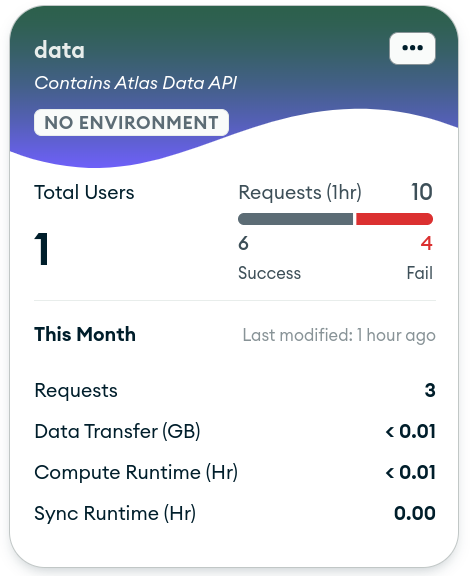 data
•••
Contains Atlas Data API
NO ENVIRONMENT
Total Users
1
Requests (1hr) 10
6 4
Success Fail
This Month Last modified: 1 hour ago
Requests 3
Data Transfer (GB) < 0.01
Compute Runtime (Hr) < 0.01
Sync Runtime (Hr) 0.00